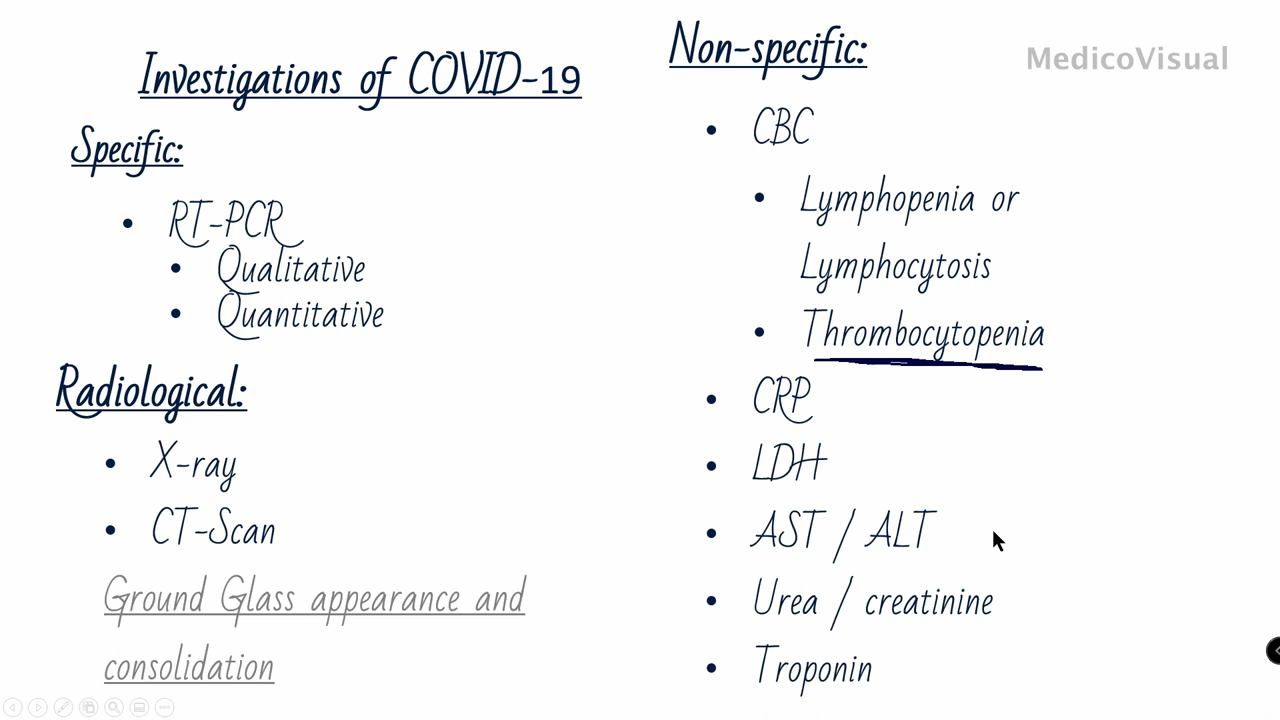 Investigations of COVID-19
Specific:
RT-PCR
Qualitative
Quantitative
Radiological:
X-ray
CT-Scan
Ground Glass appearance and
consolidation
Non-specific:
MedicoVisual
CBC
Lymphopenia or
Lymphocytosis
Thrombocytopenia
CRP
LDH
AST / ALT
Urea / creatinine
Troponin